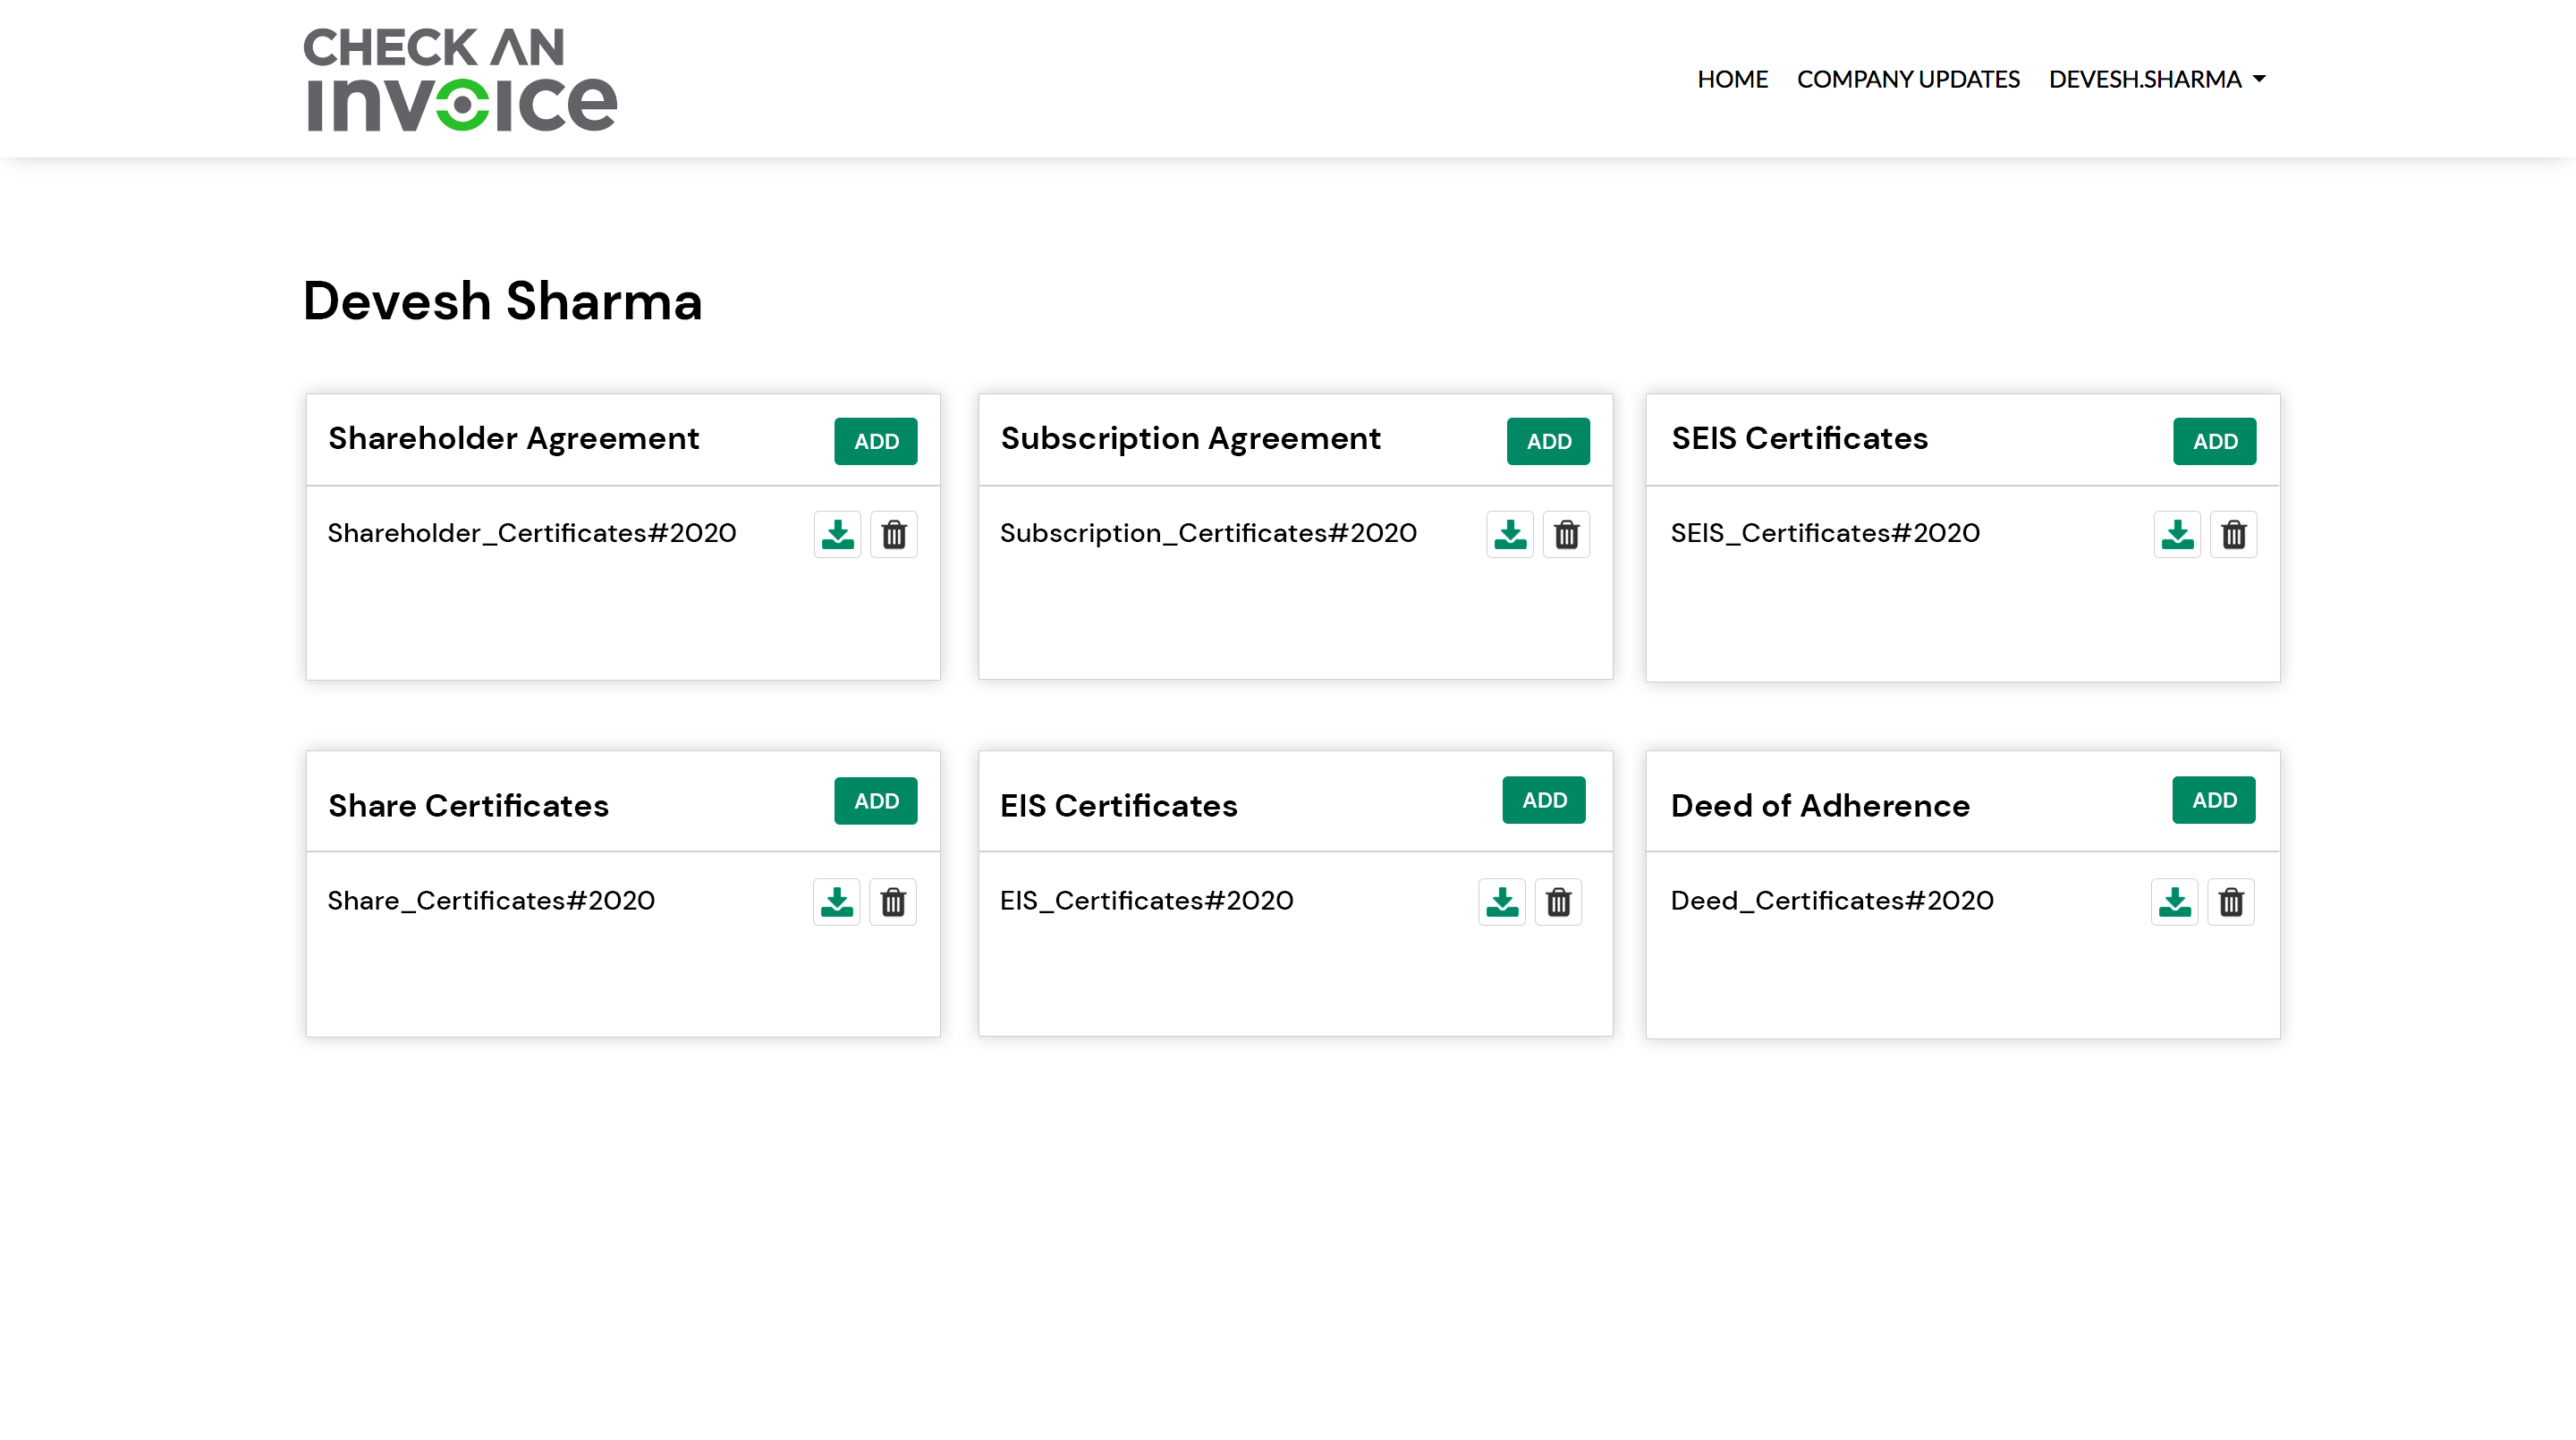 CHECK AN
invoice
HOME COMPANY UPDATES DEVESH.SHARMA
Devesh Sharma
Shareholder Agreement ADD
Shareholder_Certificates#2020
Subscription Agreement ADD
Subscription_Certificates#2020
SEIS Certificates ADD
SEIS_Certificates#2020
Share Certificates ADD
Share_Certificates#2020
EIS Certificates ADD
EIS_Certificates#2020
Deed of Adherence ADD
Deed_Certificates#2020